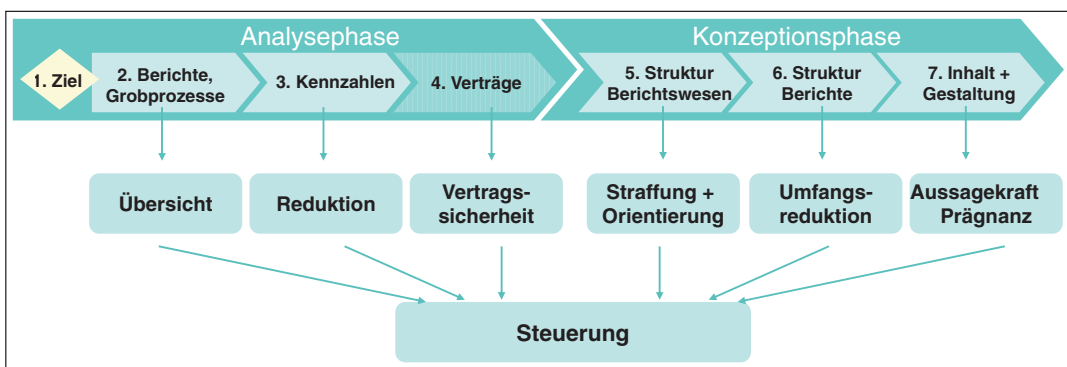 Analysephase
Konzeptionsphase
1. Ziel
2. Berichte,
Grobprozesse
3. Kennzahlen
4. Verträge
5. Struktur
Berichtswesen
6. Struktur
Berichte
7. Inhalt +
Gestaltung
Übersicht
Reduktion
Vertrags-
sicherheit
Straffung +
Orientierung
Umfangs-
reduktion
Aussagekraft
Prägnanz
Steuerung